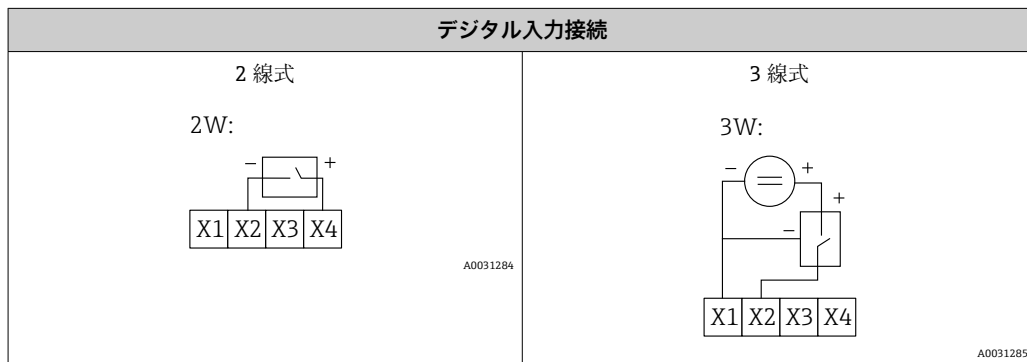 デジタル入力接続
2 線式
2W:
- +
X1 X2 X3 X4
A0031284
3 線式
3W:
- +
+
-
X1 X2 X3 X4
A0031285